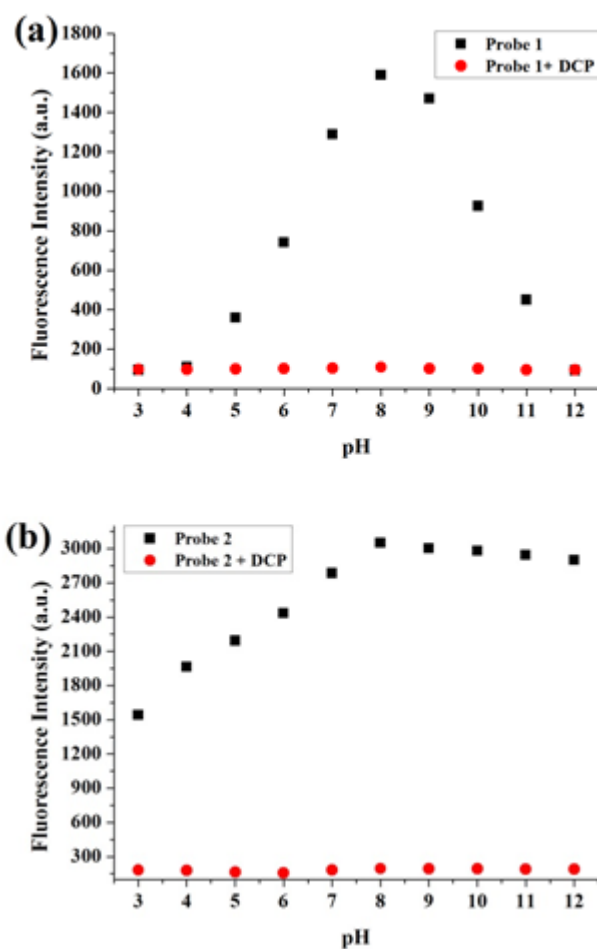 (a)
Probe 1
Probe 1+ DCP
Fluorescence Intensity (a.u.)
1800
1600
1400
1200
1000
800
600
400
200
0
3 4 5 6 7 8 9 10 11 12
pH
(b)
Probe 2
Probe 2 + DCP
Fluorescence Intensity (a.u.)
3000
2700
2400
2100
1800
1500
1200
900
600
300
3 4 5 6 7 8 9 10 11 12
pH